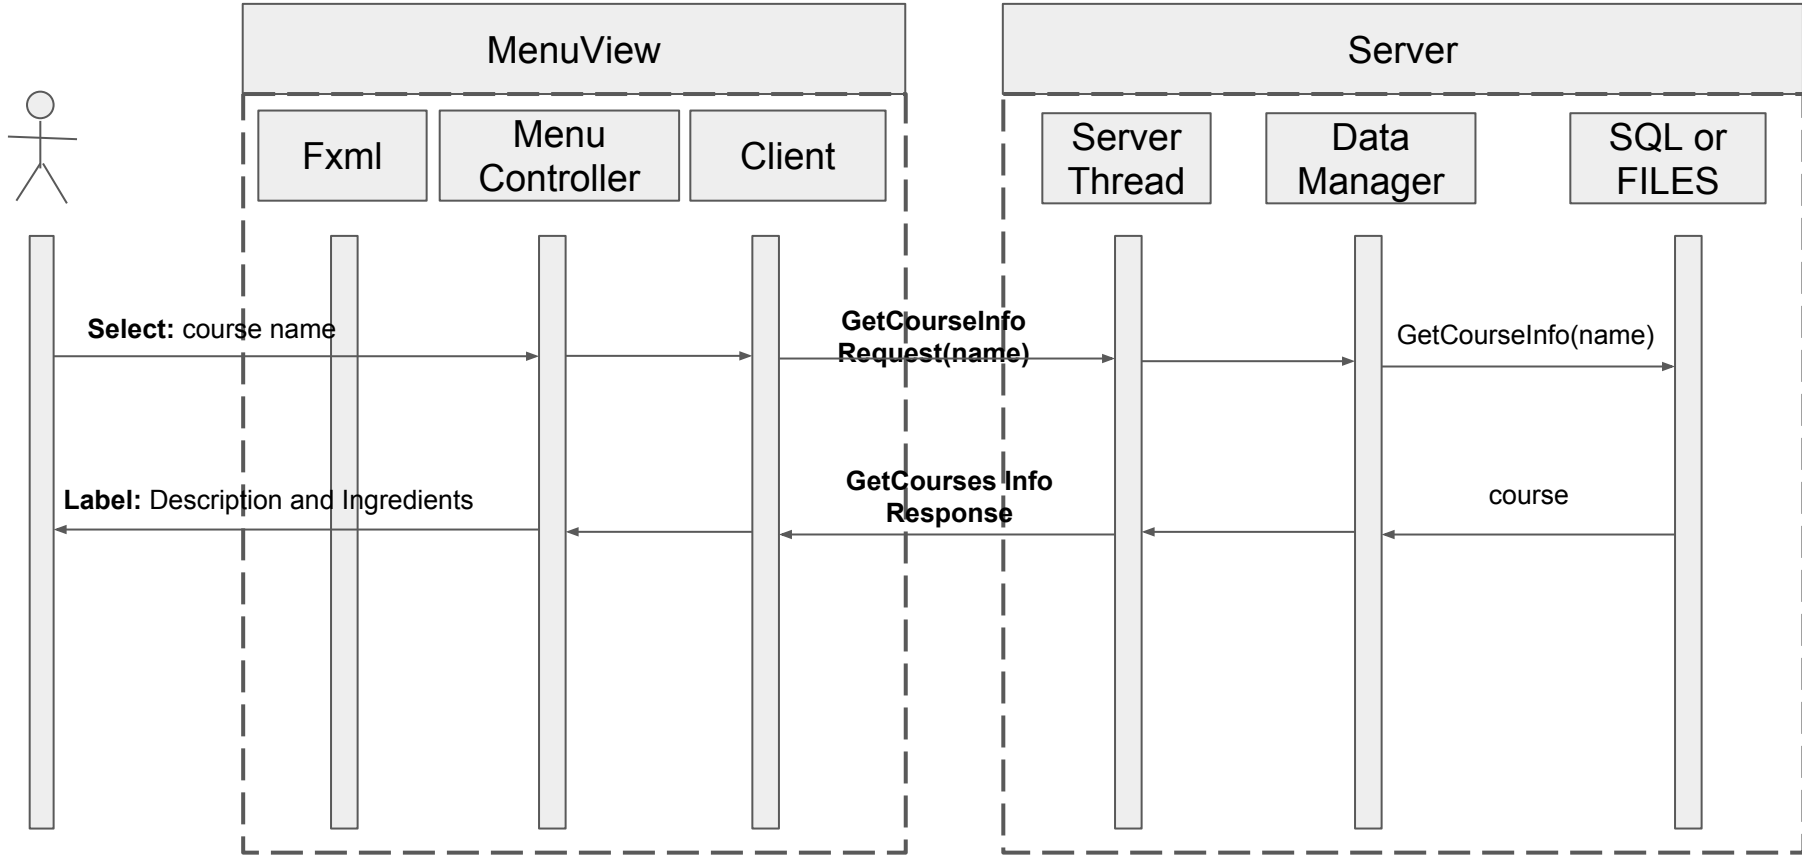 MenuView
Server
Fxml
Menu
Controller
Client
Server
Thread
Data
Manager
SQL or
FILES
Select: course name
GetCourseInfo
Request(name)
GetCourseInfo(name)
Label: Description and Ingredients
GetCourses Info
Response
course